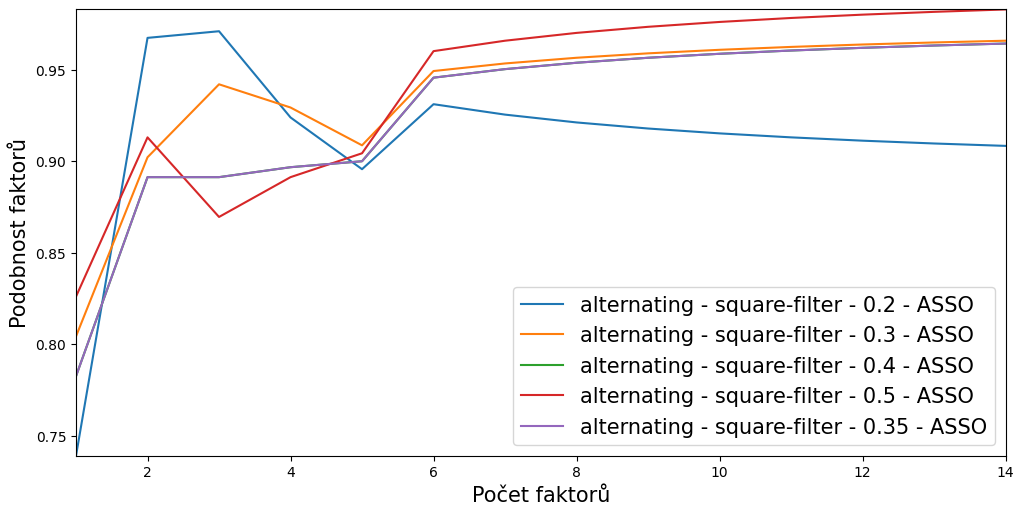 0.95
0.90
0.85
0.80
0.75
Podobnost faktorů
2 4 6 8 10 12 14
Počet faktorů
alternating - square-filter - 0.2 - ASSO
alternating - square-filter - 0.3 - ASSO
alternating - square-filter - 0.4 - ASSO
alternating - square-filter - 0.5 - ASSO
alternating - square-filter - 0.35 - ASSO